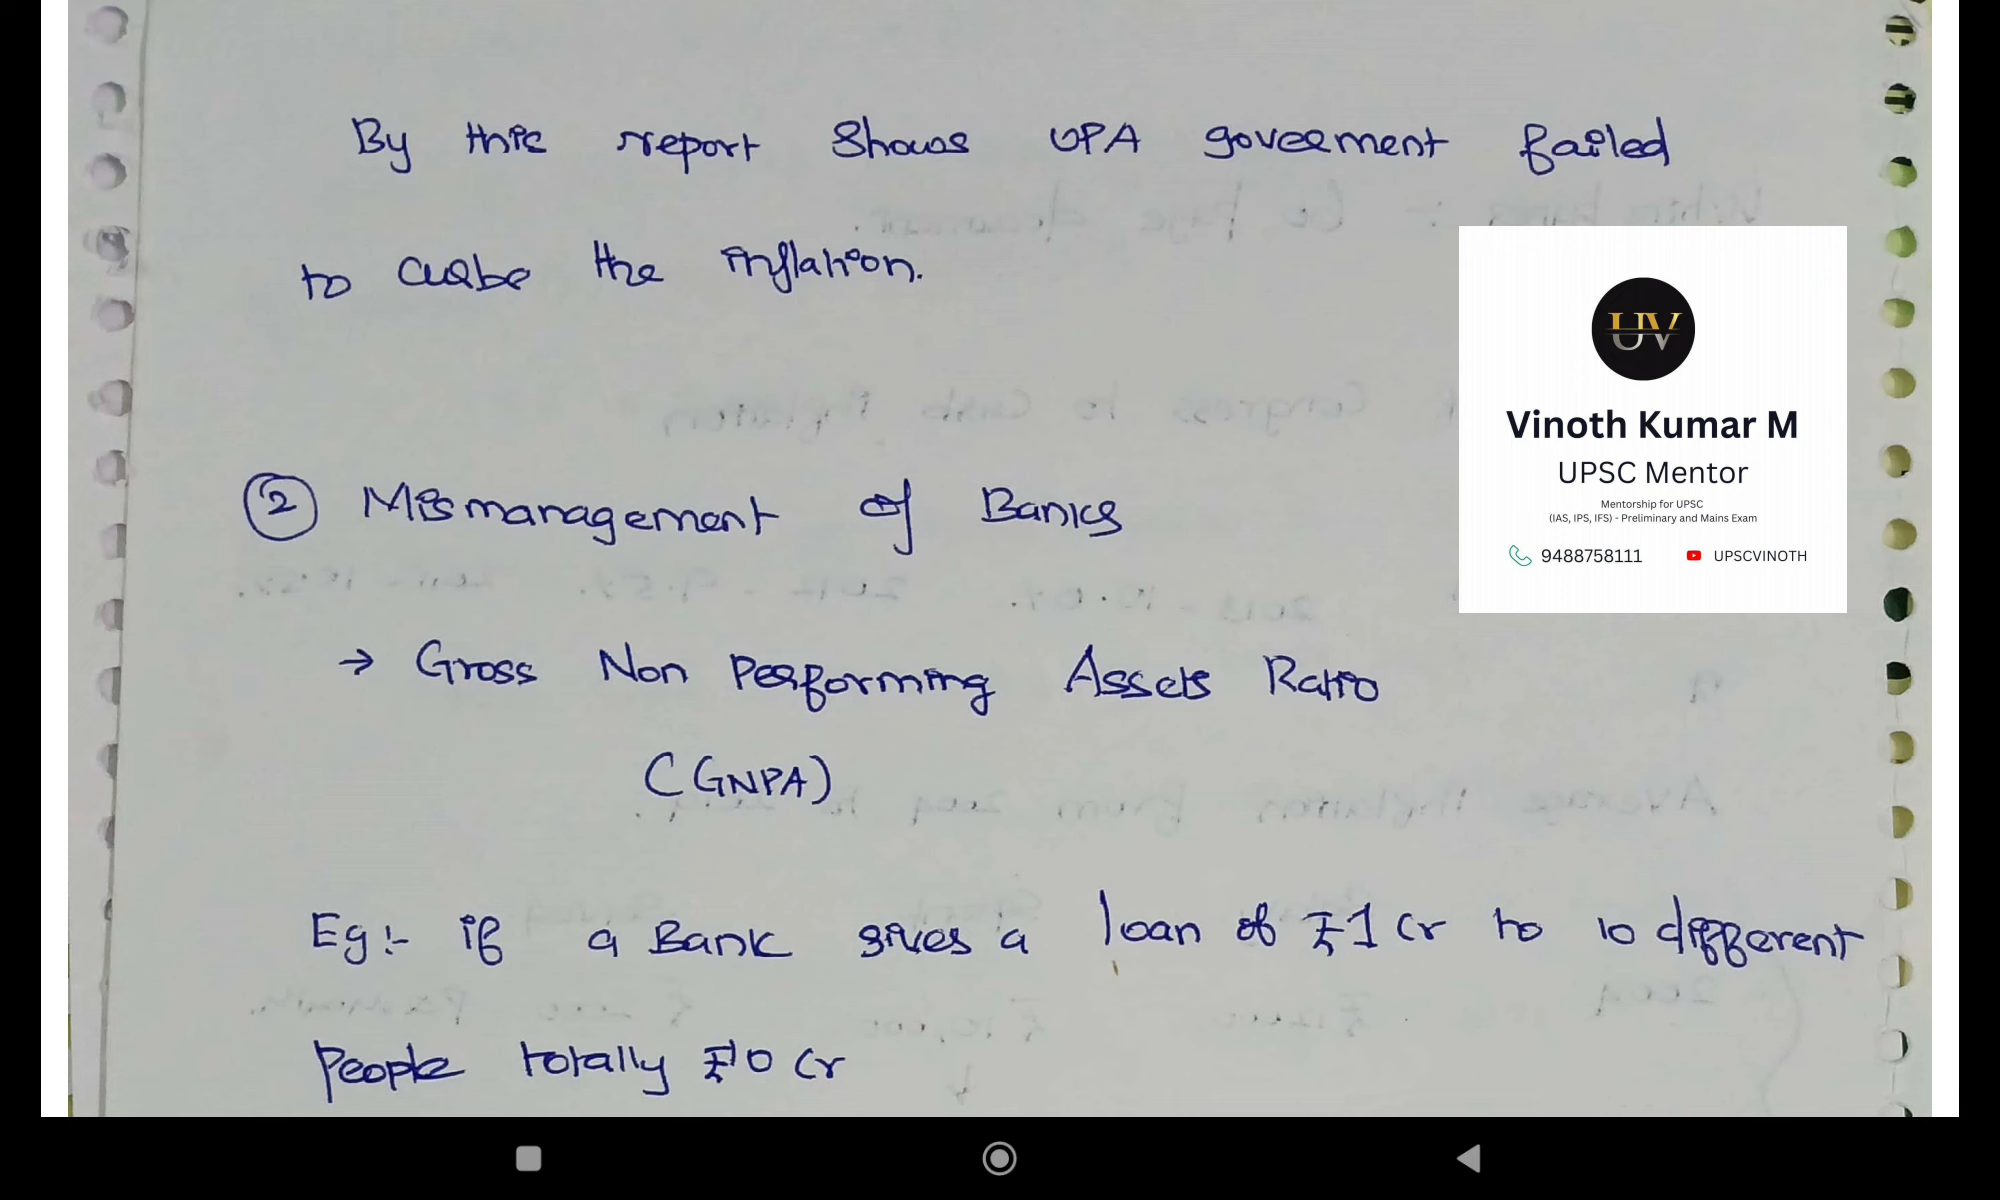 By this report shows UPA goverment failed
to curbe the inflation.
② Mismanagement of Banks
→ Gross Non Performing Assets Ratio
(GNPA)
Eg:- if a Bank gives a loan of ₹1 Cr to 10 different
People totally ₹10 Cr
UV
Vinoth Kumar M
UPSC Mentor
Mentorship for UPSC
(IAS, IPS, IFS) - Preliminary and Mains Exam
9488758111 UPSCVINOTH